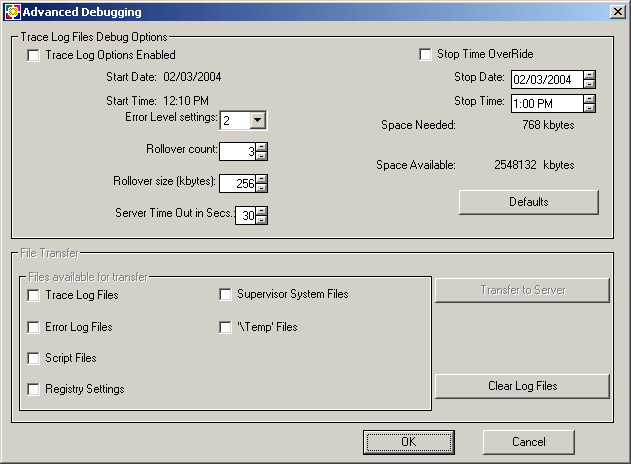 Advanced Debugging
Trace Log Files Debug Options
Trace Log Options Enabled
Stop Time OverRide
Start Date: 02/03/2004
Stop Date: 02/03/2004
Start Time: 12:10 PM
Stop Time: 1:00 PM
Error Level settings: 2
Space Needed: 768 kbytes
Rollover count: 3
Space Available: 2548132 kbytes
Rollover size (kbytes): 256
Defaults
Server Time Out in Secs.: 30
File Transfer
Files available for transfer
Trace Log Files
Supervisor System Files
Transfer to Server
Error Log Files
'\Temp' Files
Script Files
Registry Settings
Clear Log Files
OK
Cancel